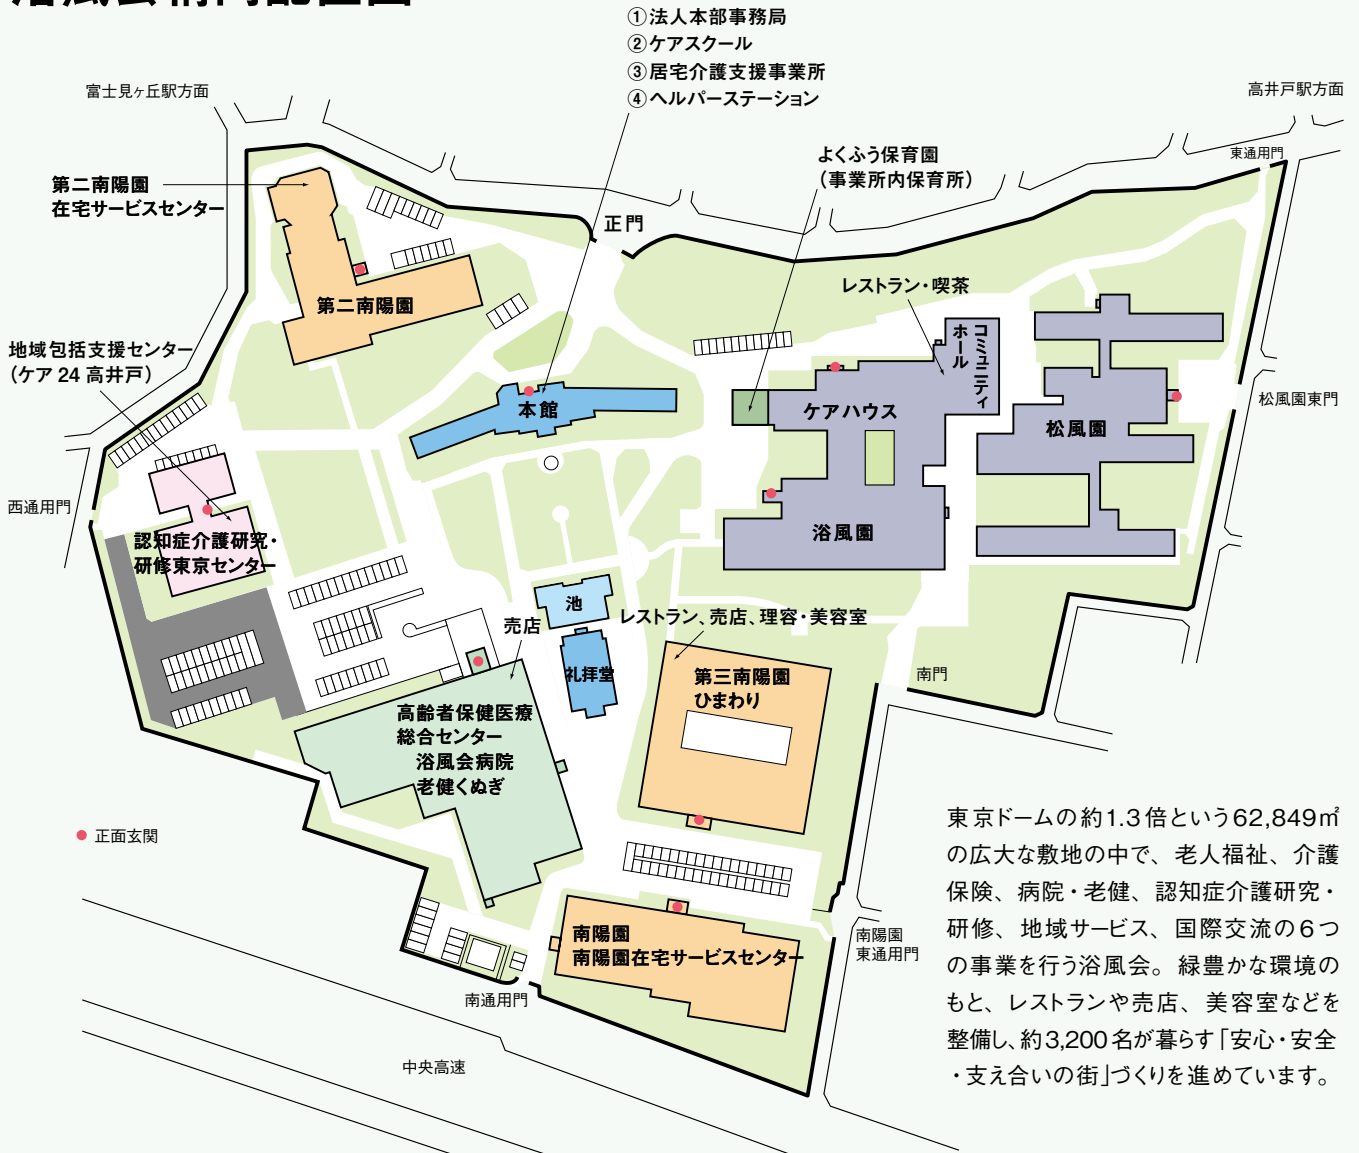 浴風会構内配置図
①法人本部事務局
②ケアスクール
③居宅介護支援事業所
④ヘルパーステーション
富士見ヶ丘駅方面
高井戸駅方面
東通用門
よくふう保育園
(事業所内保育所)
第二南陽園
在宅サービスセンター
正門
レストラン・喫茶
第二南陽園
コミュニティ
ホール
地域包括支援センター
(ケア24高井戸)
本館
ケアハウス
松風園
松風園東門
西通用門
認知症介護研究・
研修東京センター
浴風園
池
売店
レストラン、売店、理容・美容室
礼拝堂
第三南陽園
ひまわり
南門
高齢者保健医療
総合センター
浴風会病院
老健くぬぎ
正面玄関
南陽園
南陽園在宅サービスセンター
南陽園
東通用門
南通用門
中央高速
東京ドームの約1.3倍という62,849㎡
の広大な敷地の中で、老人福祉、介護
保険、病院・老健、認知症介護研究・
研修、地域サービス、国際交流の6つ
の事業を行う浴風会。緑豊かな環境の
もと、レストランや売店、美容室などを
整備し、約3,200名が暮らす「安心・安全
・支え合いの街」づくりを進めています。